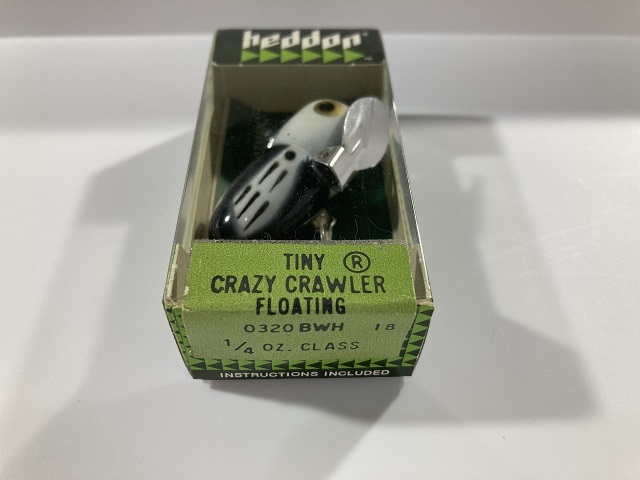 heddon
TINY ®
CRAZY CRAWLER
FLOATING
0320 BWH 18
1/4 OZ. CLASS
INSTRUCTIONS INCLUDED